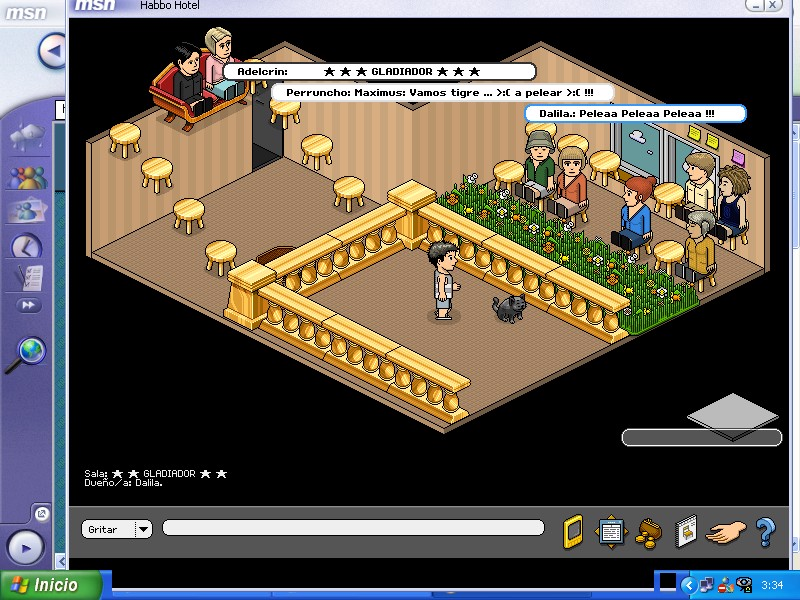 msn
msn Habbo Hotel
Adelcrin: ★ ★ ★ GLADIADOR ★ ★ ★
Perruncho: Maximus: Vamos tigre ... >:( a pelear >:( !!!
Dalila.: Peleaa Peleaa Peleaa !!!
Sala: ★ ★ GLADIADOR ★ ★
Dueño/a: Dalila.
Gritar
Inicio
3:34